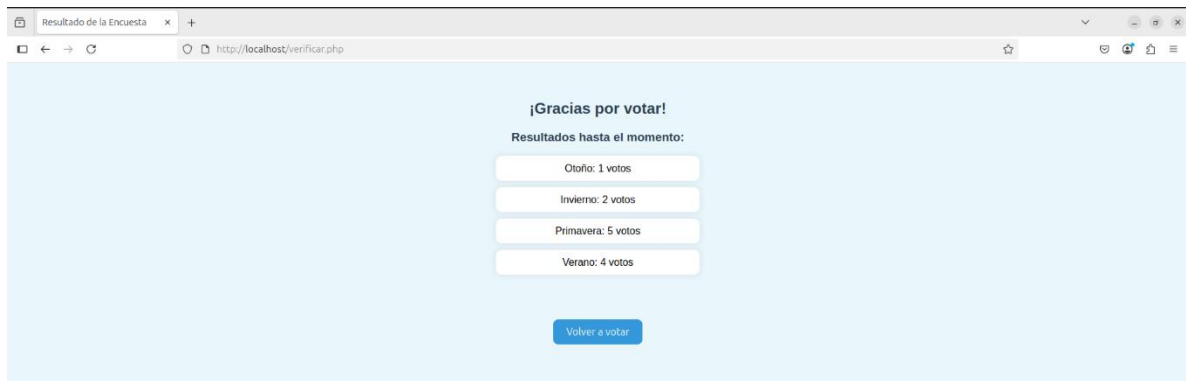 Resultado de la Encuesta
http://localhost/verificar.php
¡Gracias por votar!
Resultados hasta el momento:
Otoño: 1 votos
Invierno: 2 votos
Primavera: 5 votos
Verano: 4 votos
Volver a votar